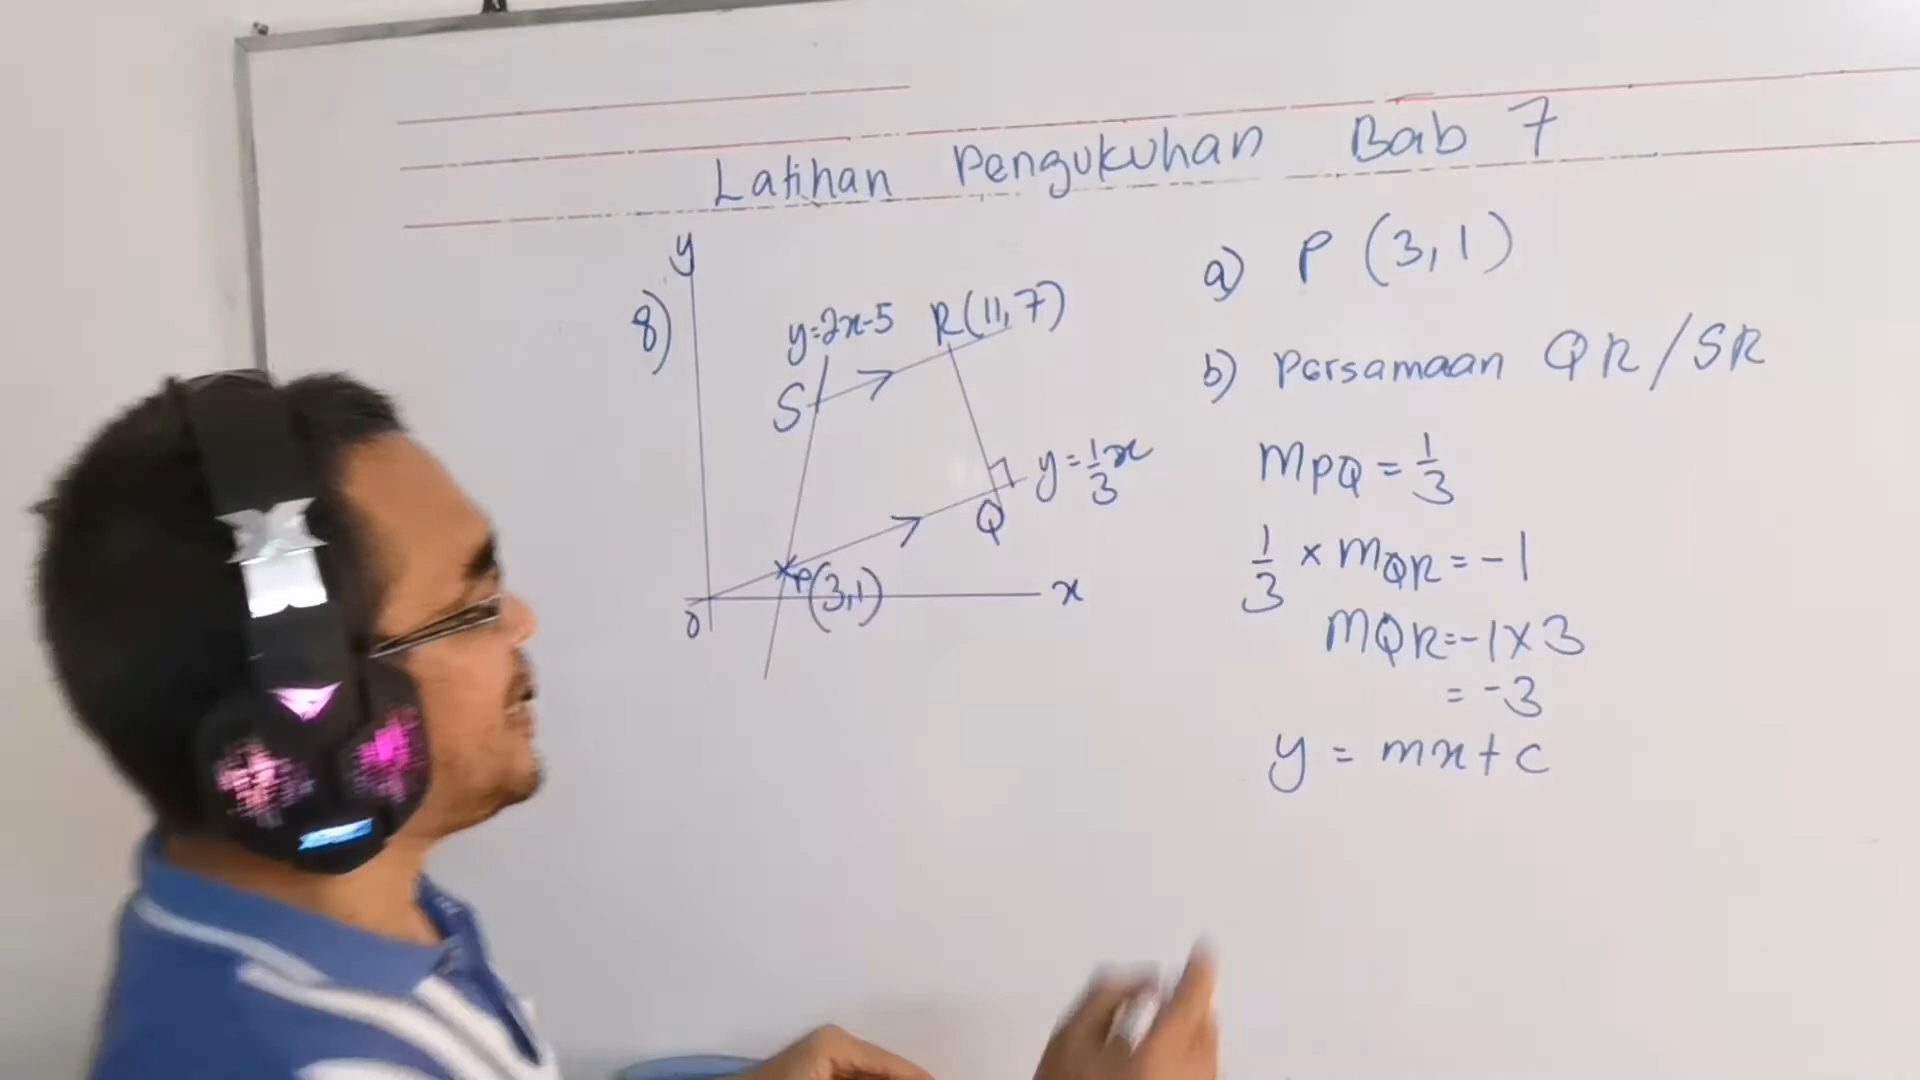 Latihan Pengukuhan Bab 7
8)
y
y=2x-5
R(11,7)
S
y=1/3x
Q
P(3,1)
0
x
a) P (3,1)
b) Persamaan QR/SR
mPQ = 1/3
1/3 × mQR = -1
mQR = -1×3
= -3
y = mx + c